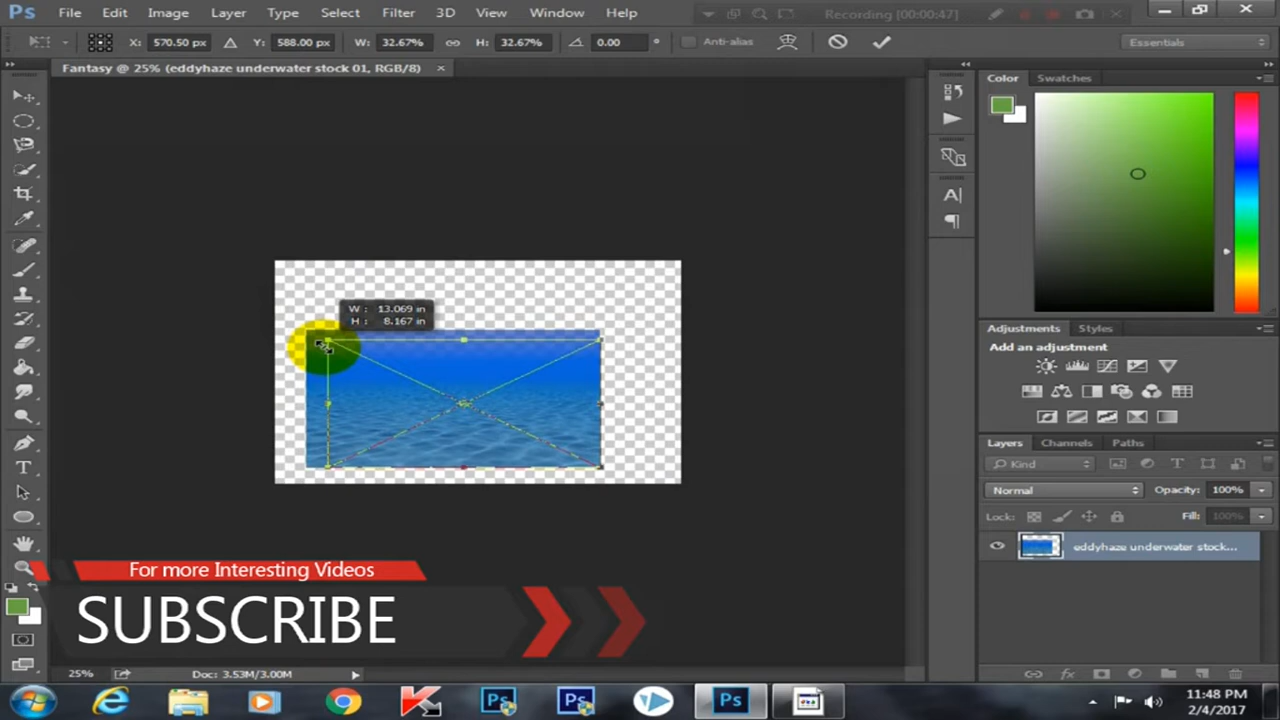 Ps File Edit Image Layer Type Select Filter 3D View Window Help
Recording [00:00:47]
X: 570.50 px Y: 588.00 px W: 32.67% H: 32.67% 0.00 ° Anti-alias Essentials
Fantasy @ 25% (eddyhaze underwater stock 01, RGB/8) ×
Color Swatches
W : 13.069 in
H : 8.167 in
Adjustments Styles
Add an adjustment
Layers Channels Paths
Kind
Normal Opacity: 100%
Lock: Fill: 100%
eddyhaze underwater stock...
For more Interesting Videos
SUBSCRIBE
25% Doc: 3.53M/3.00M
11:48 PM
2/4/2017